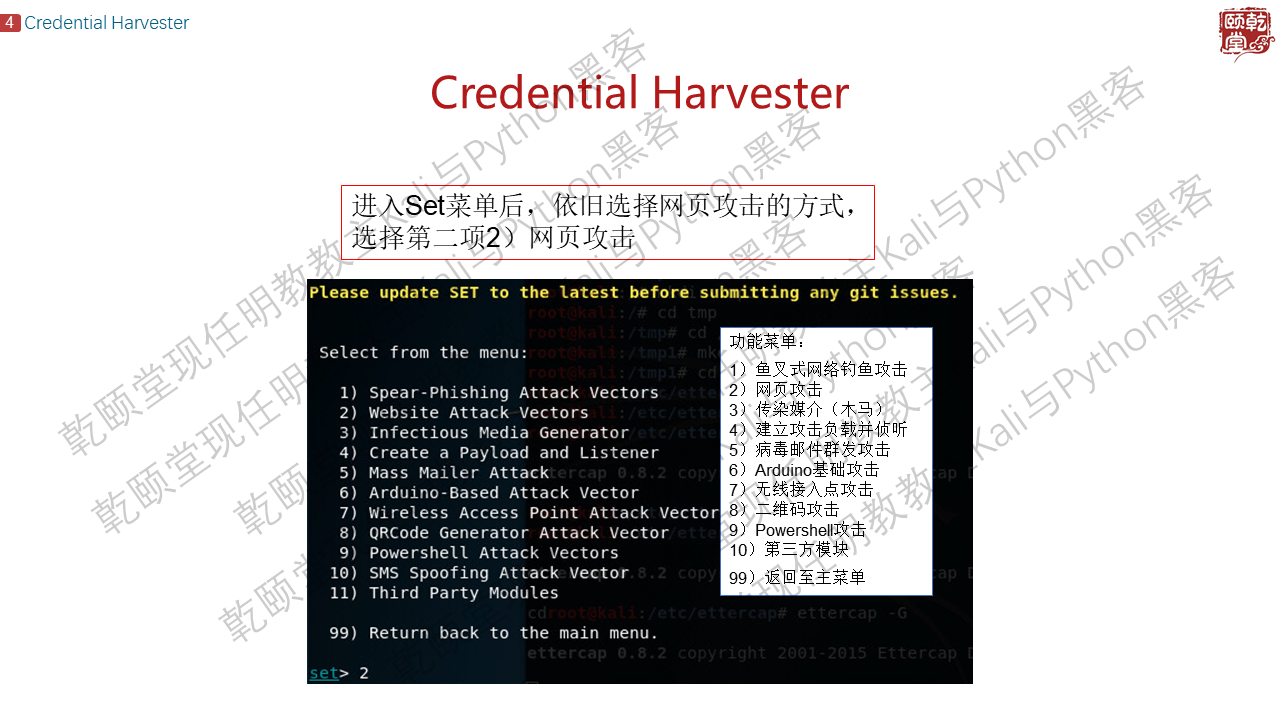 4 Credential Harvester
颐乾堂
Credential Harvester
进入Set菜单后，依旧选择网页攻击的方式，
选择第二项2）网页攻击
Please update SET to the latest before submitting any git issues.
root@kali:/# cd tmp
root@kali:/tmp# cd
Select from the menu:
root@kali:/tmp1# mk
root@kali:/tmp1# cd
1) Spear-Phishing Attack Vectors
2) Website Attack Vectors
3) Infectious Media Generator
4) Create a Payload and Listener
5) Mass Mailer Attack
6) Arduino-Based Attack Vector
7) Wireless Access Point Attack Vector
8) QRCode Generator Attack Vector
9) Powershell Attack Vectors
10) SMS Spoofing Attack Vector
11) Third Party Modules
cdroot@kali:/etc/ettercap# ettercap -G
99) Return back to the main menu.
ettercap 0.8.2 copyright 2001-2015 Ettercap D
set> 2
功能菜单：
1）鱼叉式网络钓鱼攻击
2）网页攻击
3）传染媒介（木马）
4）建立攻击负载并侦听
5）病毒邮件群发攻击
6）Arduino基础攻击
7）无线接入点攻击
8）二维码攻击
9）Powershell攻击
10）第三方模块
99）返回至主菜单
乾颐堂现任明教教主Kali与Python黑客
乾颐堂现任明教教主Kali与Python黑客
乾颐堂现任明教教主Kali与Python黑客
乾颐堂现任明教教主Kali与Python黑客